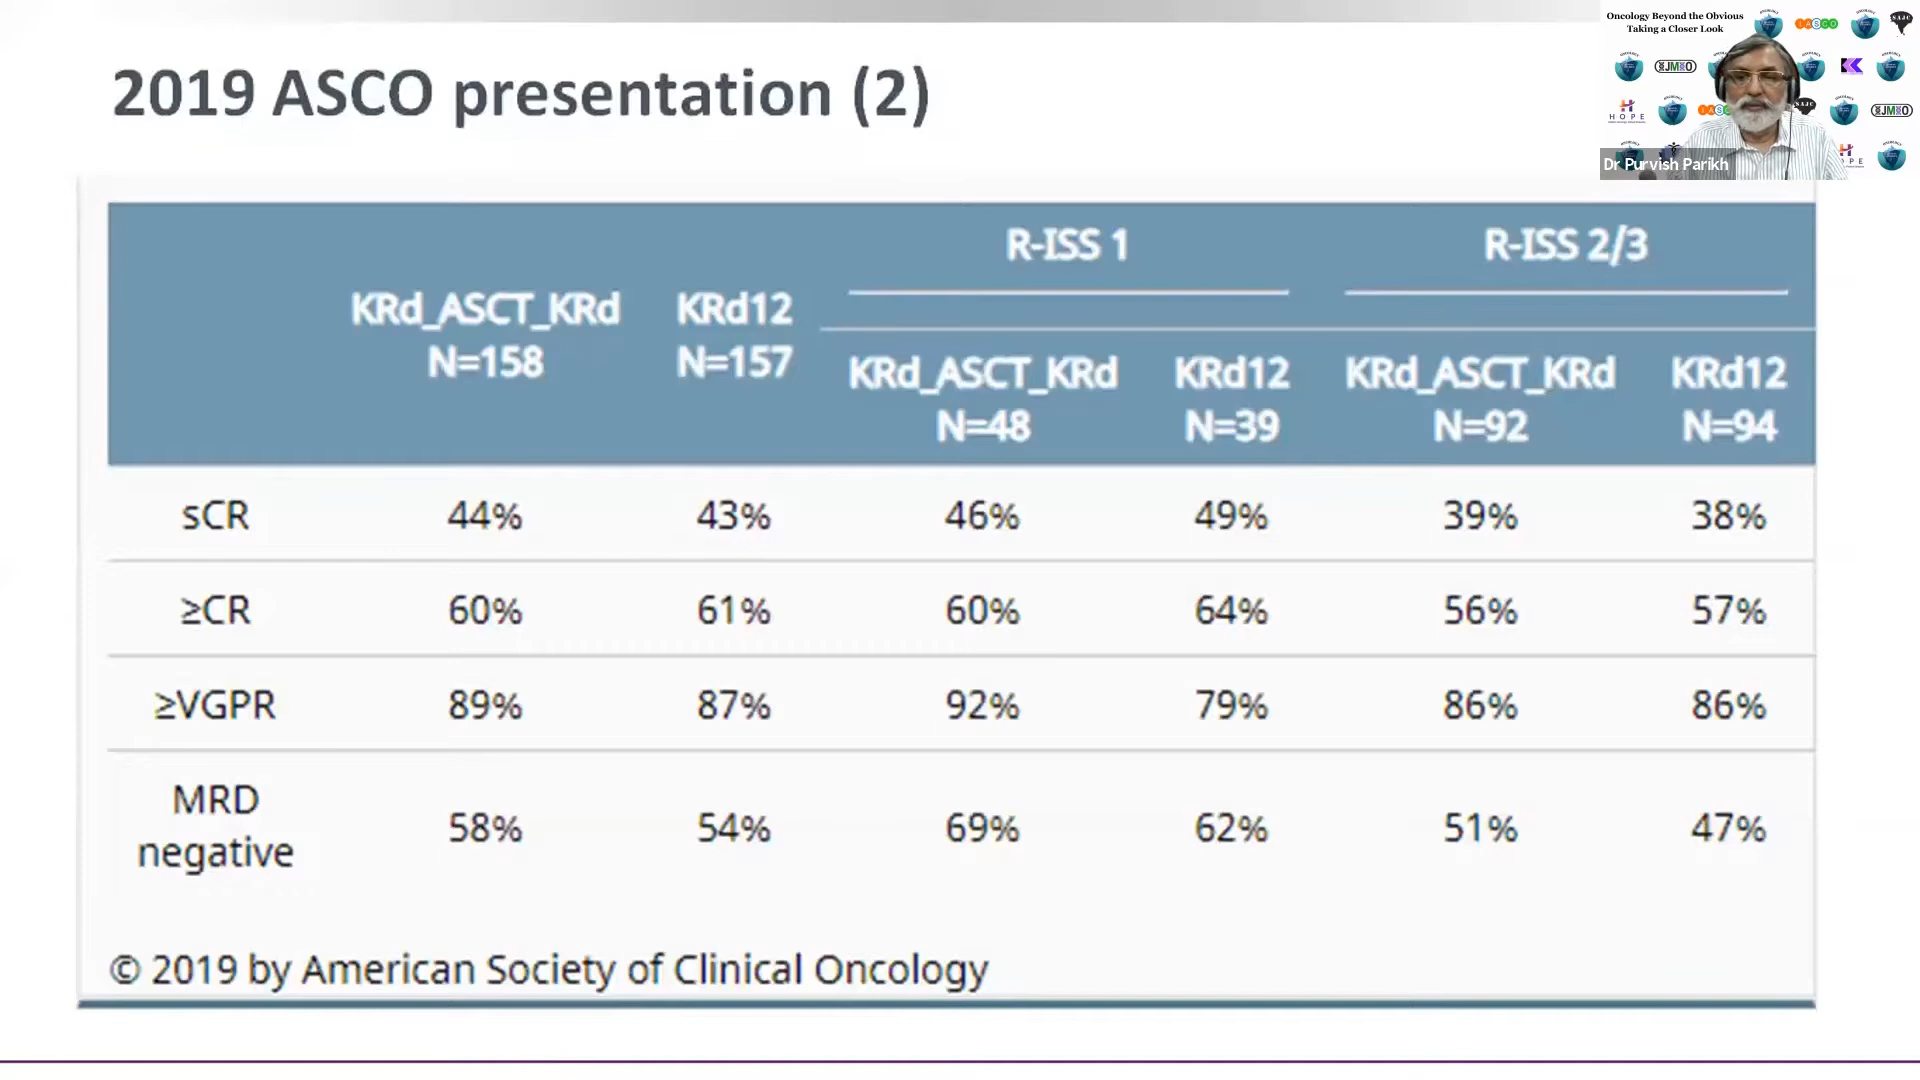 2019 ASCO presentation (2)
Oncology Beyond the Obvious
Taking a Closer Look
Dr Purvish Parikh
HOPE
JMO
SAJC
R-ISS 1 R-ISS 2/3
KRd_ASCT_KRd KRd12
N=158 N=157
KRd_ASCT_KRd KRd12 KRd_ASCT_KRd KRd12
N=48 N=39 N=92 N=94
sCR 44% 43% 46% 49% 39% 38%
≥CR 60% 61% 60% 64% 56% 57%
≥VGPR 89% 87% 92% 79% 86% 86%
MRD
negative 58% 54% 69% 62% 51% 47%
© 2019 by American Society of Clinical Oncology